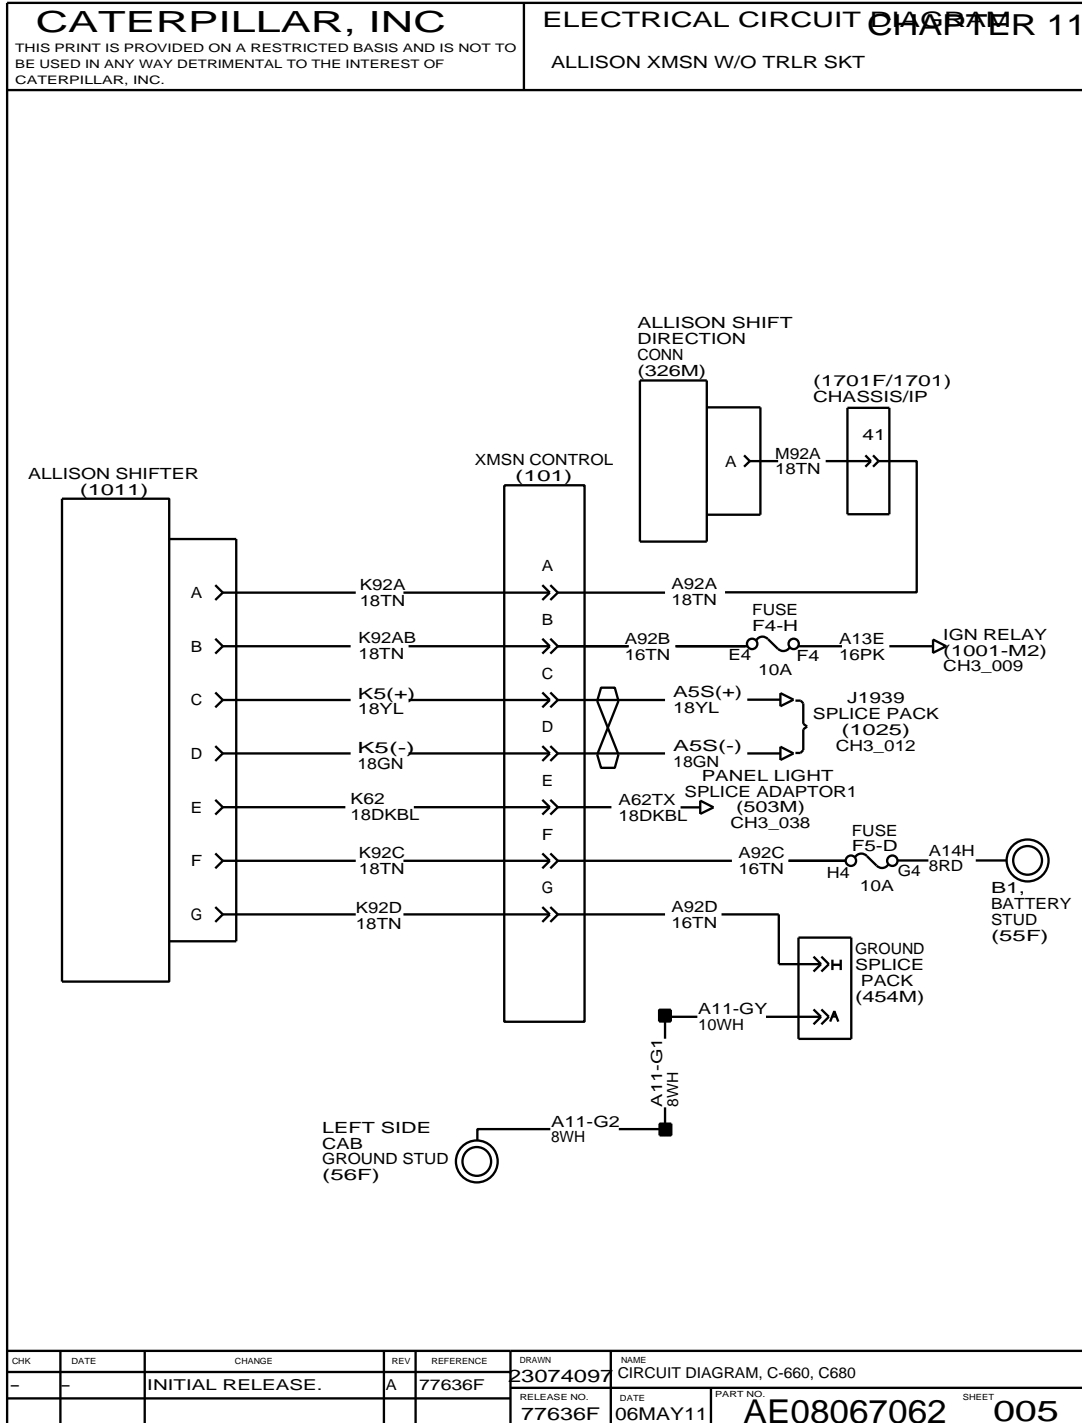 CATERPILLAR, INC
THIS PRINT IS PROVIDED ON A RESTRICTED BASIS AND IS NOT TO
BE USED IN ANY WAY DETRIMENTAL TO THE INTEREST OF
CATERPILLAR, INC.
ELECTRICAL CIRCUIT DIAGRAM
CHAPTER 11
ALLISON XMSN W/O TRLR SKT
ALLISON SHIFT
DIRECTION
CONN
(326M)
(1701F/1701)
CHASSIS/IP
41
A
M92A
18TN
ALLISON SHIFTER
(1011)
XMSN CONTROL
(101)
A
K92A
18TN
A
A92A
18TN
B
K92AB
18TN
B
A92B
16TN
FUSE
F4-H
E4
F4
10A
A13E
16PK
IGN RELAY
(1001-M2)
CH3_009
C
K5(+)
18YL
C
A5S(+)
18YL
J1939
SPLICE PACK
(1025)
CH3_012
D
K5(-)
18GN
D
A5S(-)
18GN
E
K62
18DKBL
E
A62TX
18DKBL
PANEL LIGHT
SPLICE ADAPTOR1
(503M)
CH3_038
F
K92C
18TN
F
A92C
16TN
FUSE
F5-D
H4
G4
10A
A14H
8RD
B1,
BATTERY
STUD
(55F)
G
K92D
18TN
G
A92D
16TN
H
GROUND
SPLICE
PACK
(454M)
A
A11-GY
10WH
A11-G1
8WH
A11-G2
8WH
LEFT SIDE
CAB
GROUND STUD
(56F)
CHK DATE CHANGE REV REFERENCE
– – INITIAL RELEASE. A 77636F
DRAWN
23074097
NAME
CIRCUIT DIAGRAM, C-660, C680
RELEASE NO.
77636F
DATE
06MAY11
PART NO.
AE08067062
SHEET
005